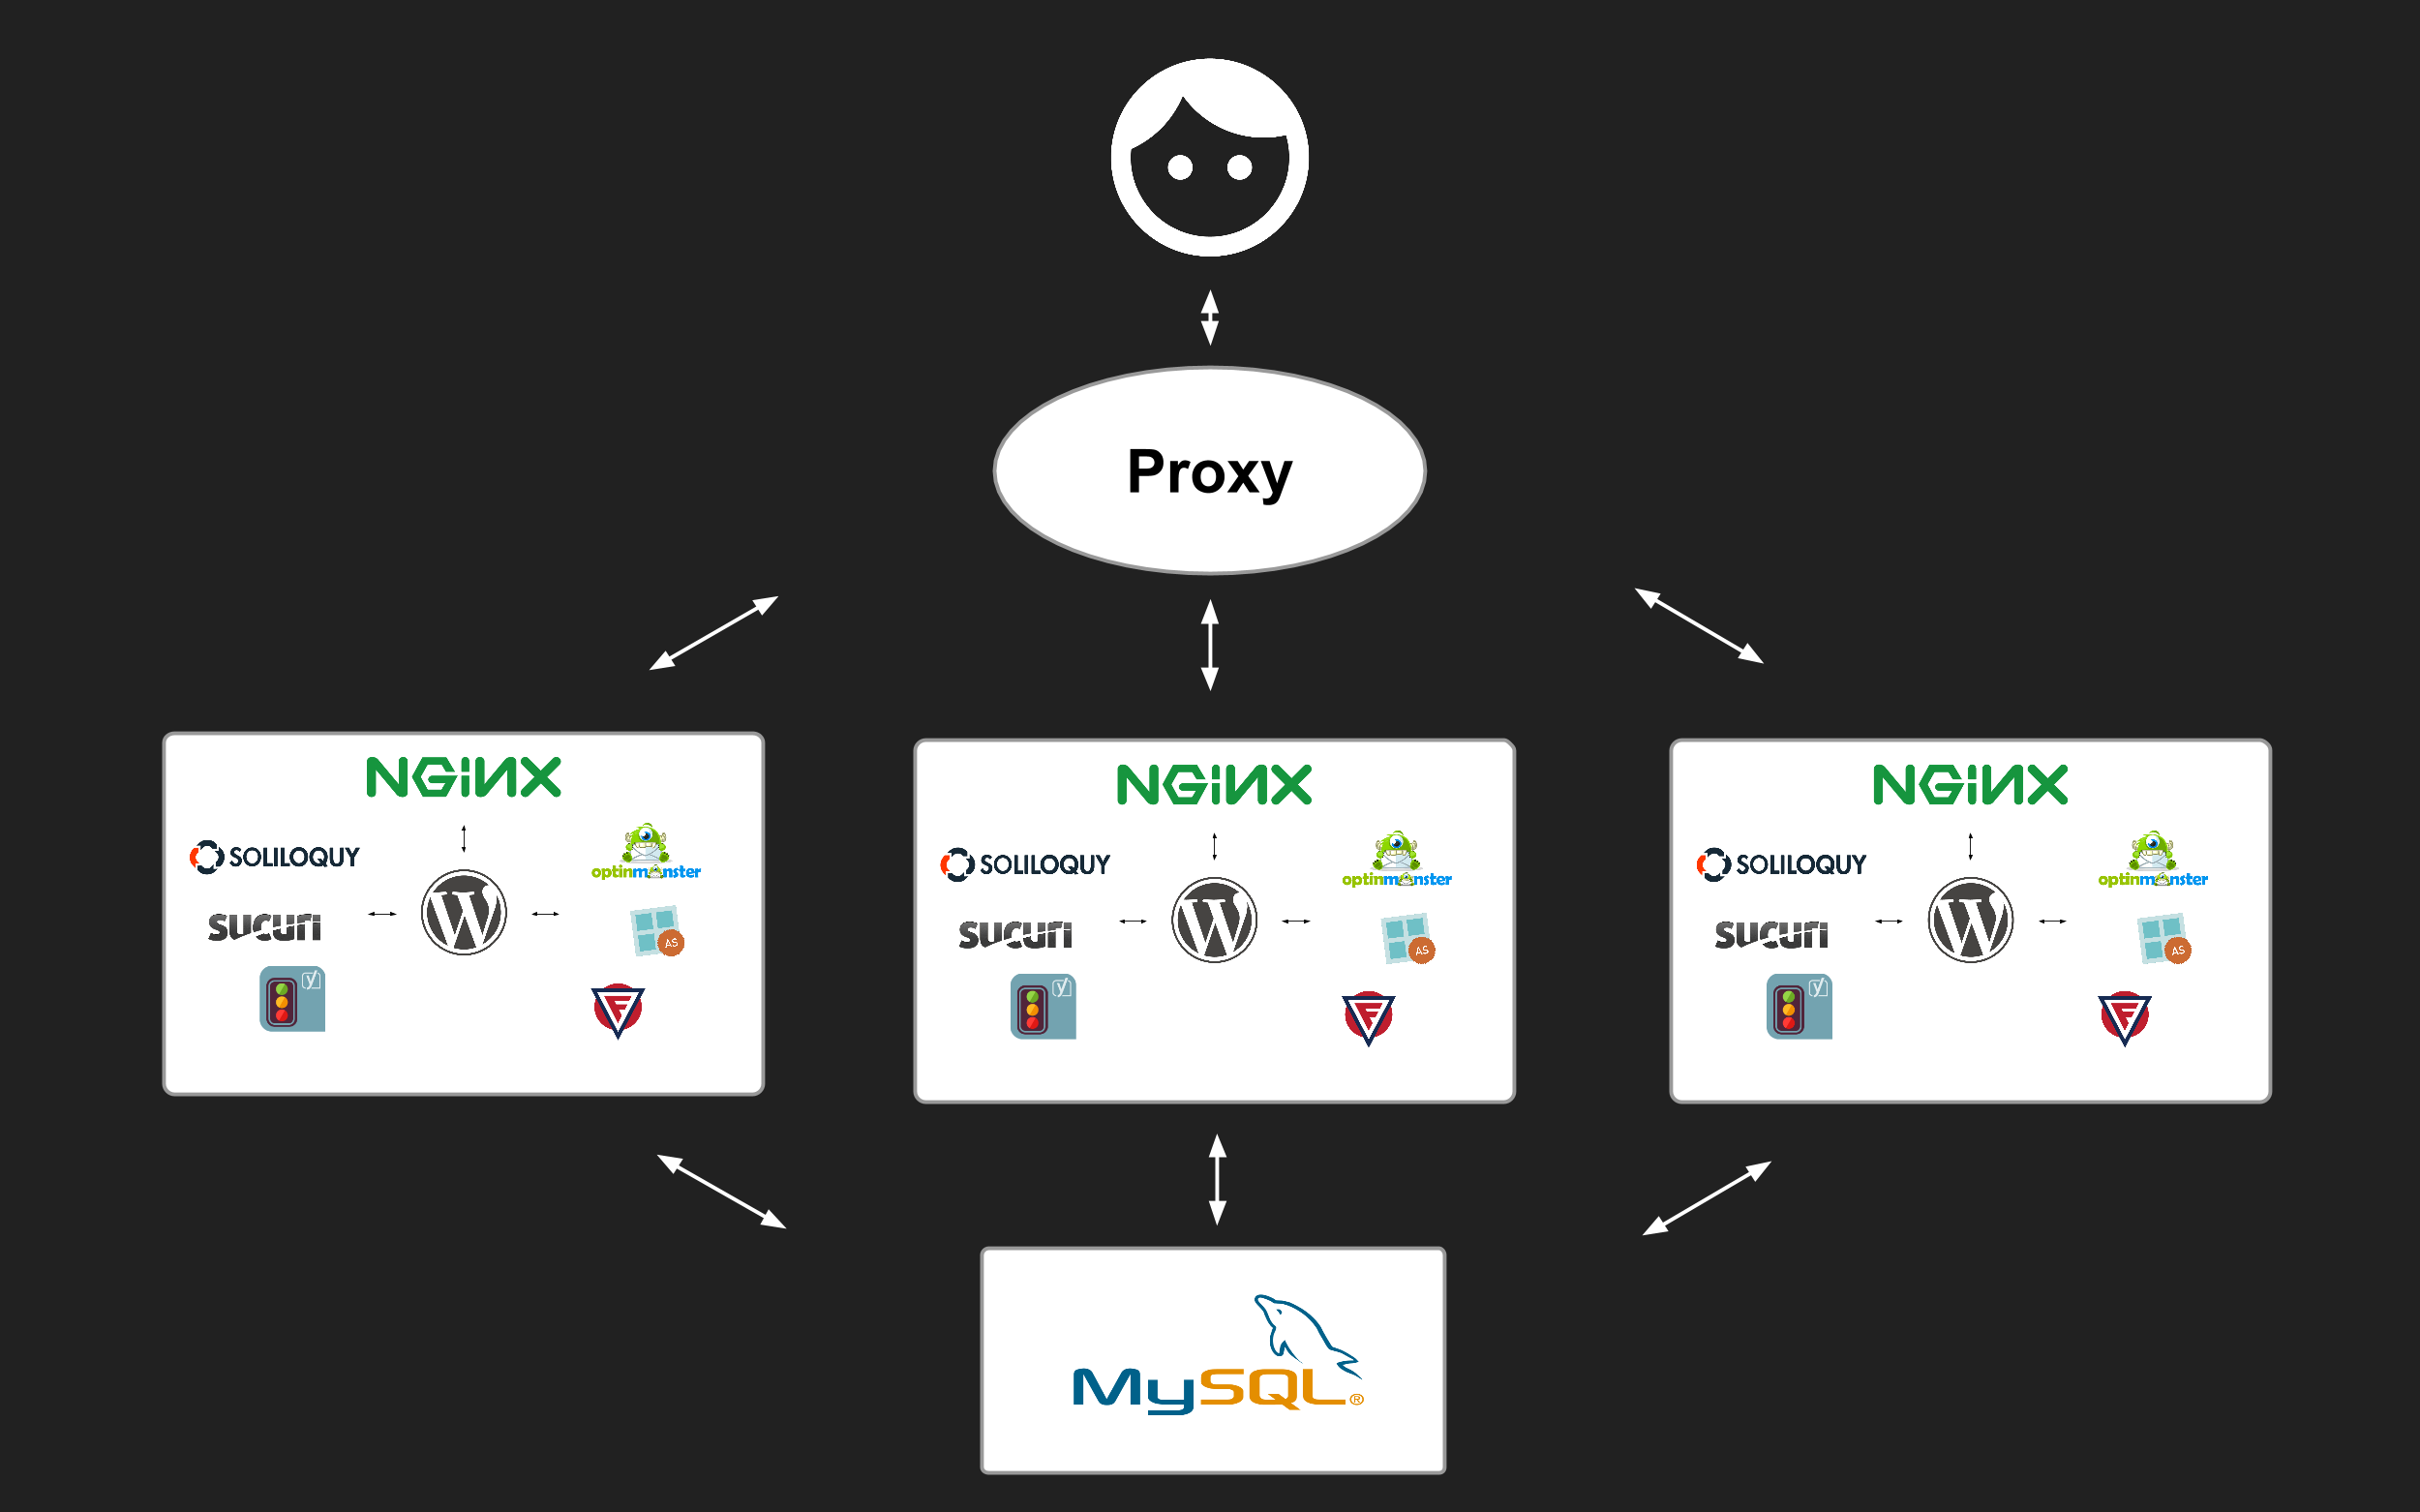 Proxy
NGiNX
SOLILOQUY
optinmonster
sucuri
AS
y
NGiNX
SOLILOQUY
optinmonster
sucuri
AS
y
NGiNX
SOLILOQUY
optinmonster
sucuri
AS
y
MySQL®